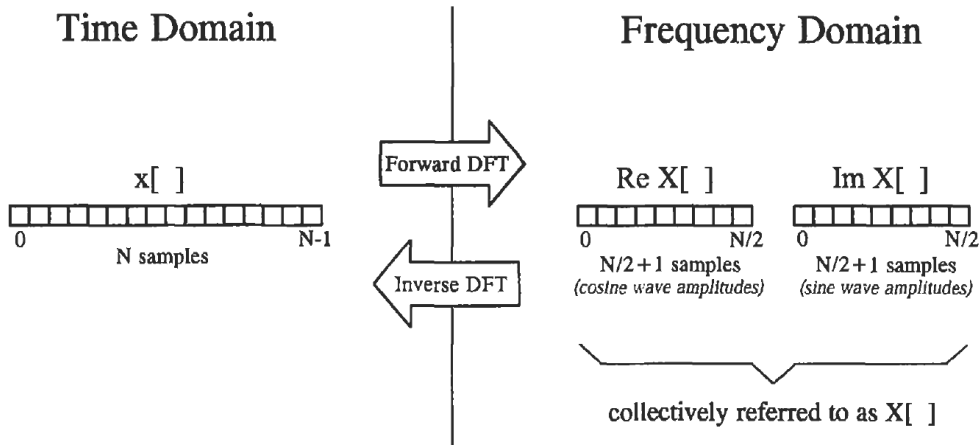 Time Domain
Frequency Domain
Forward DFT
x[ ]
Re X[ ]
Im X[ ]
0
N-1
N samples
0
N/2
0
N/2
Inverse DFT
N/2+1 samples
(cosine wave amplitudes)
N/2+1 samples
(sine wave amplitudes)
collectively referred to as X[ ]